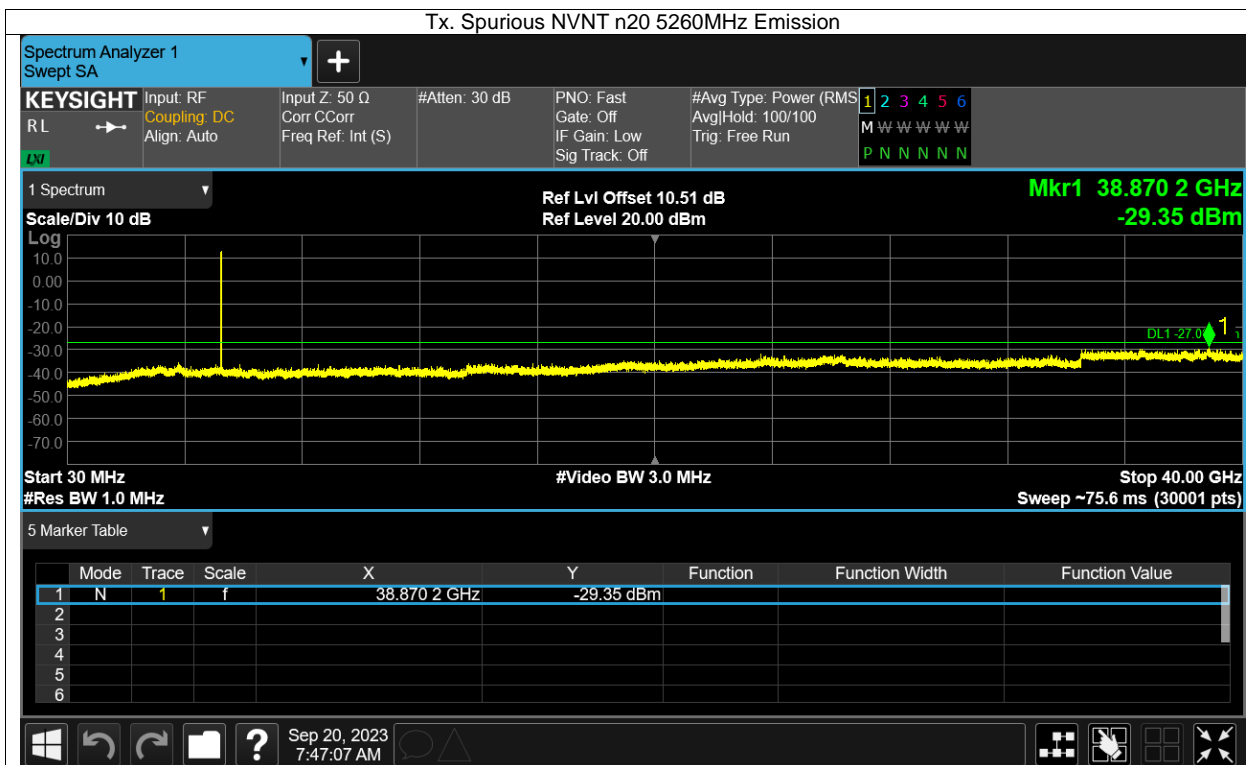 Tx. Spurious NVNT n20 5260MHz Emission
Spectrum Analyzer 1
Swept SA
+
KEYSIGHT Input: RF Input Z: 50 Ω #Atten: 30 dB PNO: Fast #Avg Type: Power (RMS 1 2 3 4 5 6
RL Coupling: DC Corr CCorr Gate: Off Avg|Hold: 100/100 M W W W W W
Align: Auto Freq Ref: Int (S) IF Gain: Low Trig: Free Run
LXI Sig Track: Off P N N N N N
1 Spectrum Ref Lvl Offset 10.51 dB Mkr1 38.870 2 GHz
Scale/Div 10 dB Ref Level 20.00 dBm -29.35 dBm
Log
10.0
0.00
-10.0
-20.0
DL1 -27.0 1
-30.0
-40.0
-50.0
-60.0
-70.0
Start 30 MHz #Video BW 3.0 MHz Stop 40.00 GHz
#Res BW 1.0 MHz Sweep ~75.6 ms (30001 pts)
5 Marker Table
Mode Trace Scale X Y Function Function Width Function Value
1 N 1 f 38.870 2 GHz -29.35 dBm
2
3
4
5
6
? Sep 20, 2023
7:47:07 AM